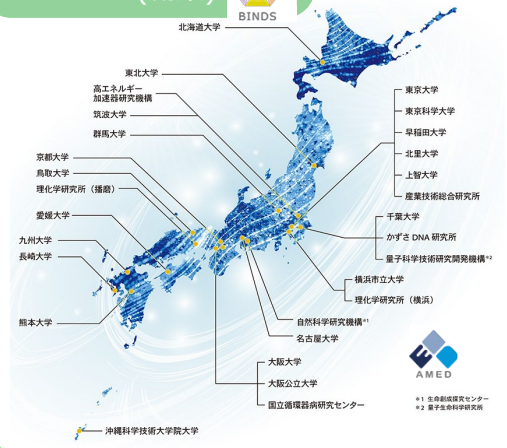 BINDS
北海道大学
東北大学
高エネルギー
加速器研究機構
筑波大学
群馬大学
京都大学
鳥取大学
理化学研究所（播磨）
愛媛大学
九州大学
長崎大学
熊本大学
東京大学
東京科学大学
早稲田大学
北里大学
上智大学
産業技術総合研究所
千葉大学
かずさ DNA 研究所
量子科学技術研究開発機構*2
横浜市立大学
理化学研究所（横浜）
自然科学研究機構*1
名古屋大学
大阪大学
大阪公立大学
国立循環器病研究センター
沖縄科学技術大学院大学
AMED
*1 生命創成探究センター
*2 量子生命科学研究所